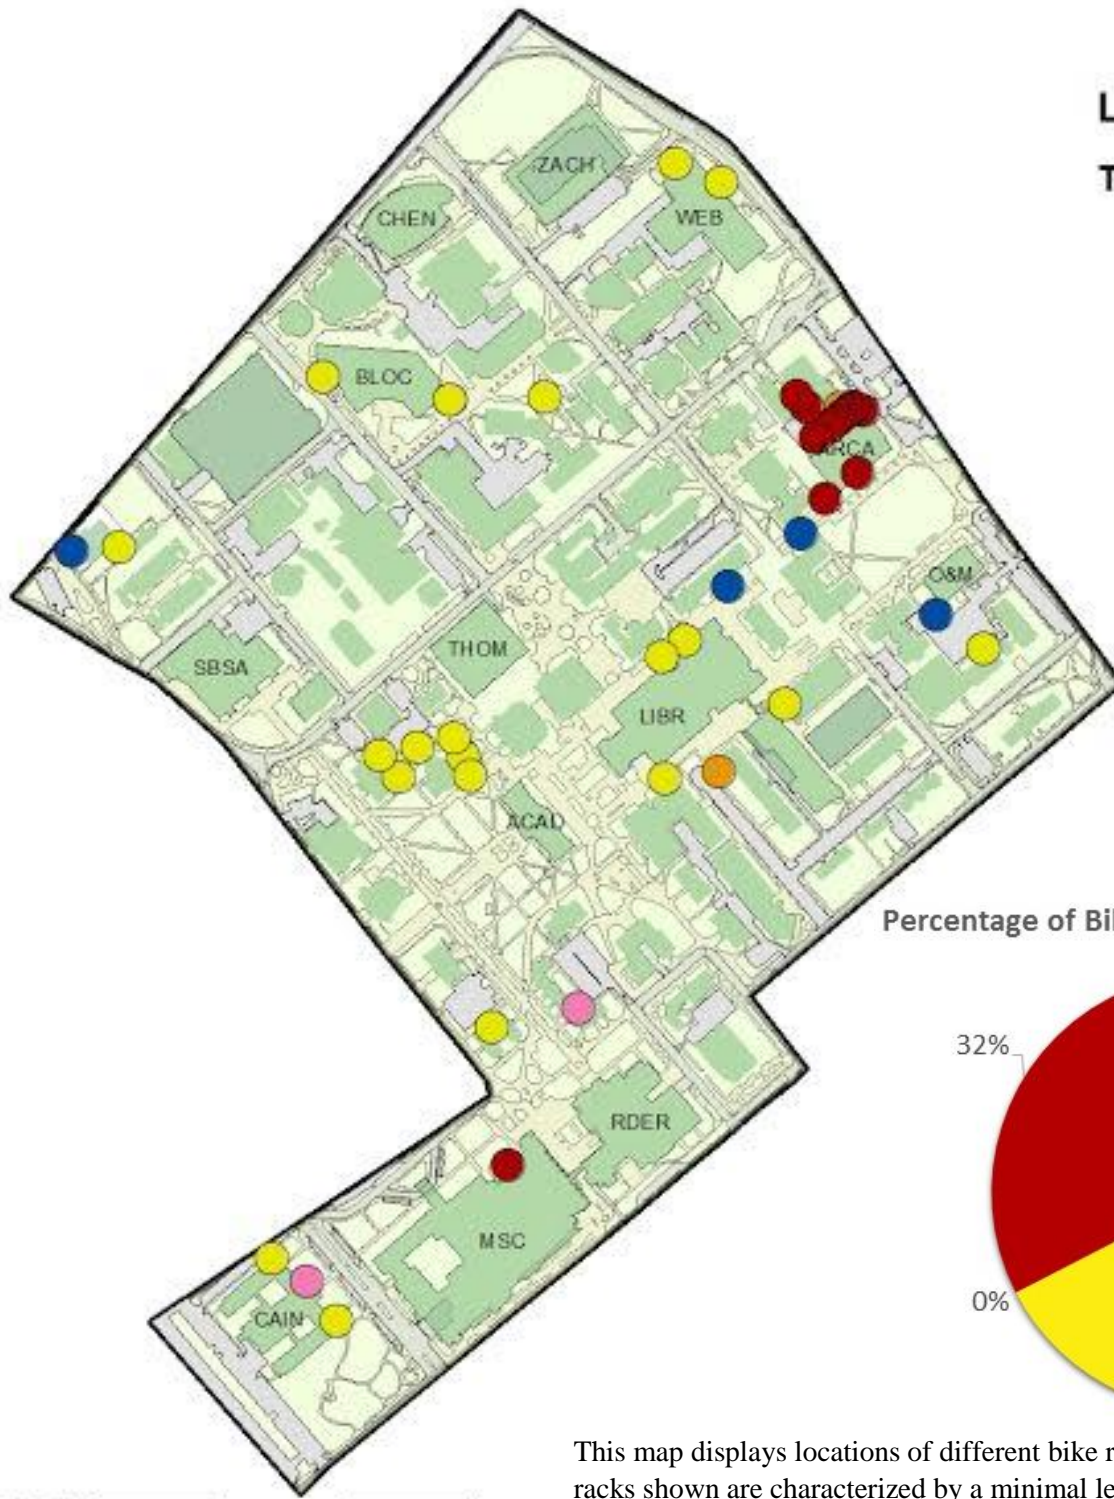 L
T
ZACH
WEB
CHEN
BLOC
ARCA
O&M
THOM
SBSA
LIBR
ACAD
Percentage of Bi
32%
RDER
MSC
0%
CAIN
This map displays locations of different bike r
racks shown are characterized by a minimal le